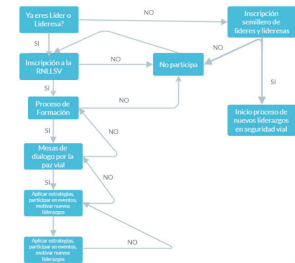 Ya eres Líder o
Lideresa?
NO
Inscripción
semillero de
líderes y lideresas
SI
NO
Inscripción a la
RNLLSV
NO
No participa
SI
SI
Proceso de
Formación
NO
Inicio proceso de
nuevos liderazgos
en seguridad vial
SI
NO
Mesas de
dialogo por la
paz vial
SI
NO
Aplicar estrategias,
participar en eventos,
motivar nuevos
liderazgos
NO
Aplicar estrategias,
participar en eventos,
motivar nuevos
liderazgos